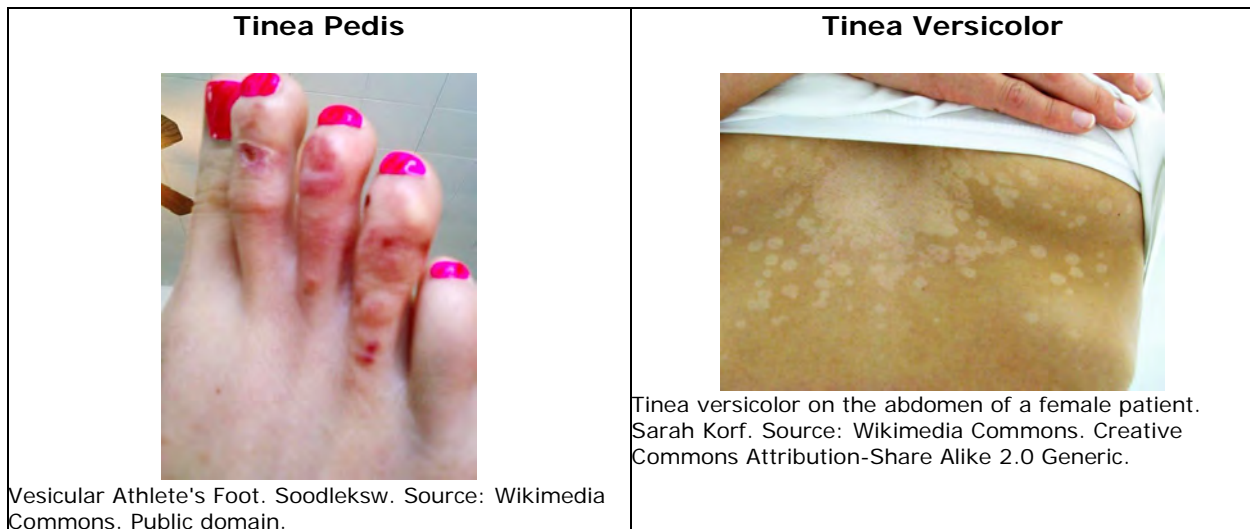 Tinea Pedis
Vesicular Athlete's Foot. Soodleksw. Source: Wikimedia
Commons. Public domain.
Tinea Versicolor
Tinea versicolor on the abdomen of a female patient.
Sarah Korf. Source: Wikimedia Commons. Creative
Commons Attribution-Share Alike 2.0 Generic.